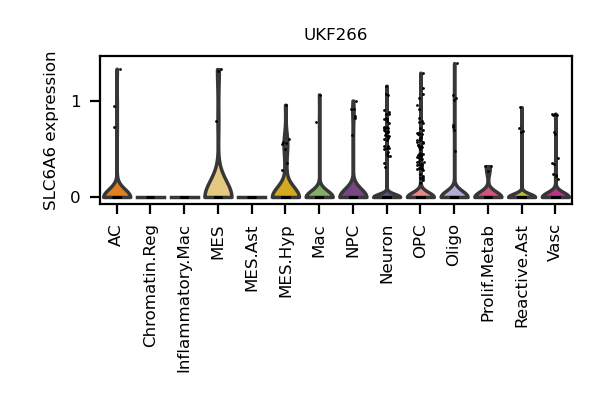 UKF266
SLC6A6 expression
1
0
AC
Chromatin.Reg
Inflammatory.Mac
MES
MES.Ast
MES.Hyp
Mac
NPC
Neuron
OPC
Oligo
Prolif.Metab
Reactive.Ast
Vasc